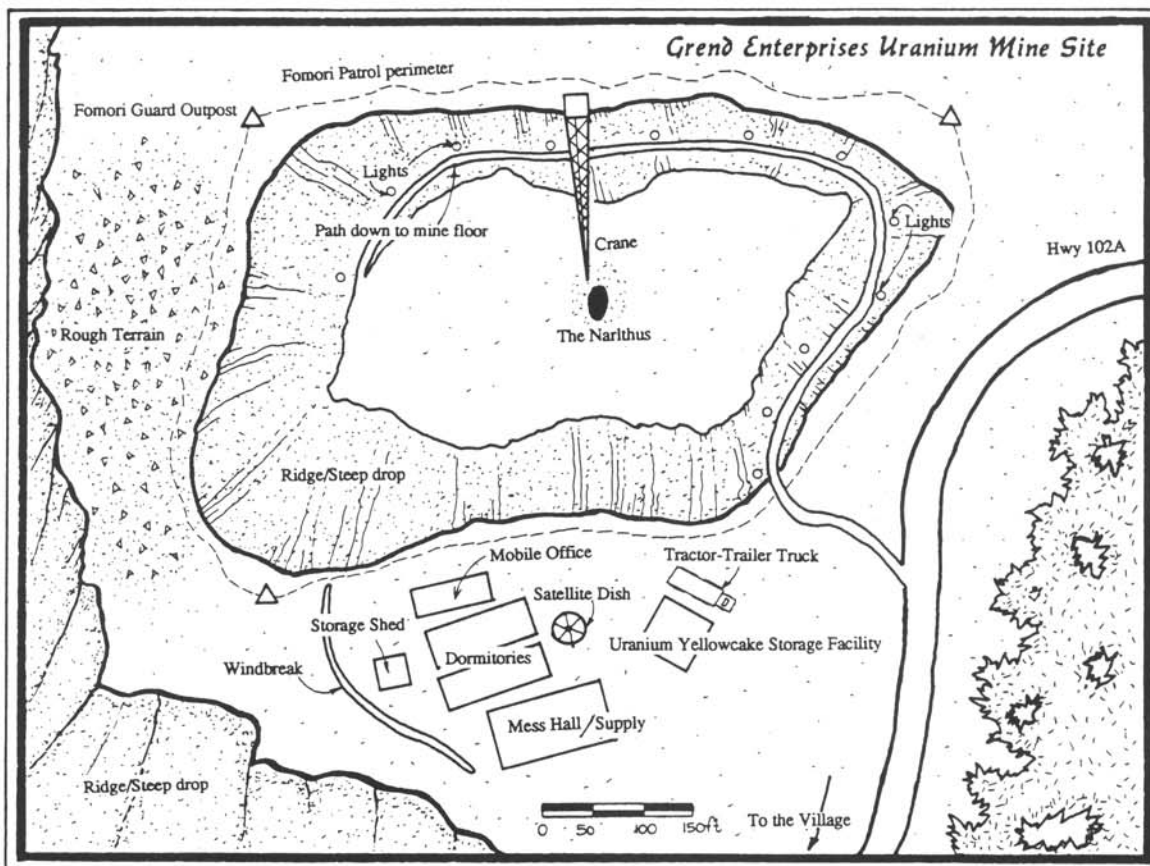 Grend Enterprises Uranium Mine Site
Fomori Patrol perimeter
Fomori Guard Outpost
Lights
Path down to mine floor
Crane
Lights
Hwy 102A
The Narlthus
Rough Terrain
Ridge/Steep drop
Mobile Office
Tractor-Trailer Truck
Satellite Dish
Storage Shed
Uranium Yellowcake Storage Facility
Dormitories
Windbreak
Mess Hall /Supply
Ridge/Steep drop
0 50 100 150ft
To the Village